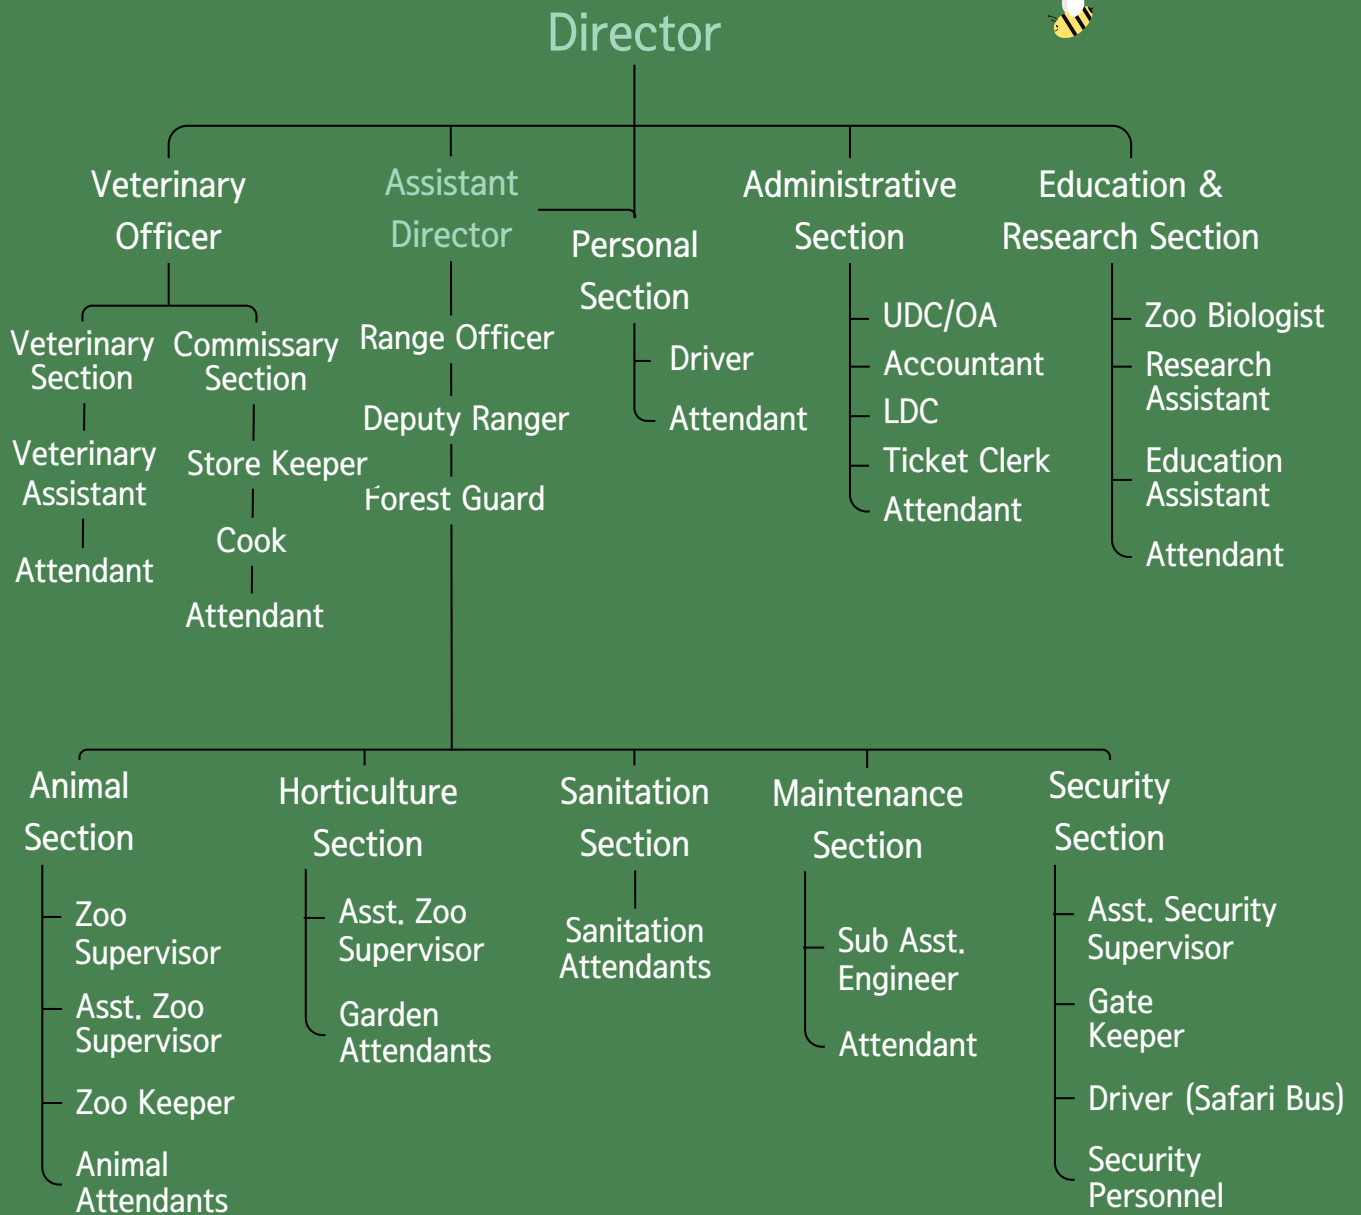 Director
Veterinary
Officer
Assistant
Director
Personal
Section
Administrative
Section
Education &
Research Section
Veterinary
Section
Veterinary
Assistant
Attendant
Commissary
Section
Store Keeper
Cook
Attendant
Range Officer
Deputy Ranger
Forest Guard
Driver
Attendant
UDC/OA
Accountant
LDC
Ticket Clerk
Attendant
Zoo Biologist
Research
Assistant
Education
Assistant
Attendant
Animal
Section
Zoo
Supervisor
Asst. Zoo
Supervisor
Zoo Keeper
Animal
Attendants
Horticulture
Section
Asst. Zoo
Supervisor
Garden
Attendants
Sanitation
Section
Sanitation
Attendants
Maintenance
Section
Sub Asst.
Engineer
Attendant
Security
Section
Asst. Security
Supervisor
Gate
Keeper
Driver (Safari Bus)
Security
Personnel